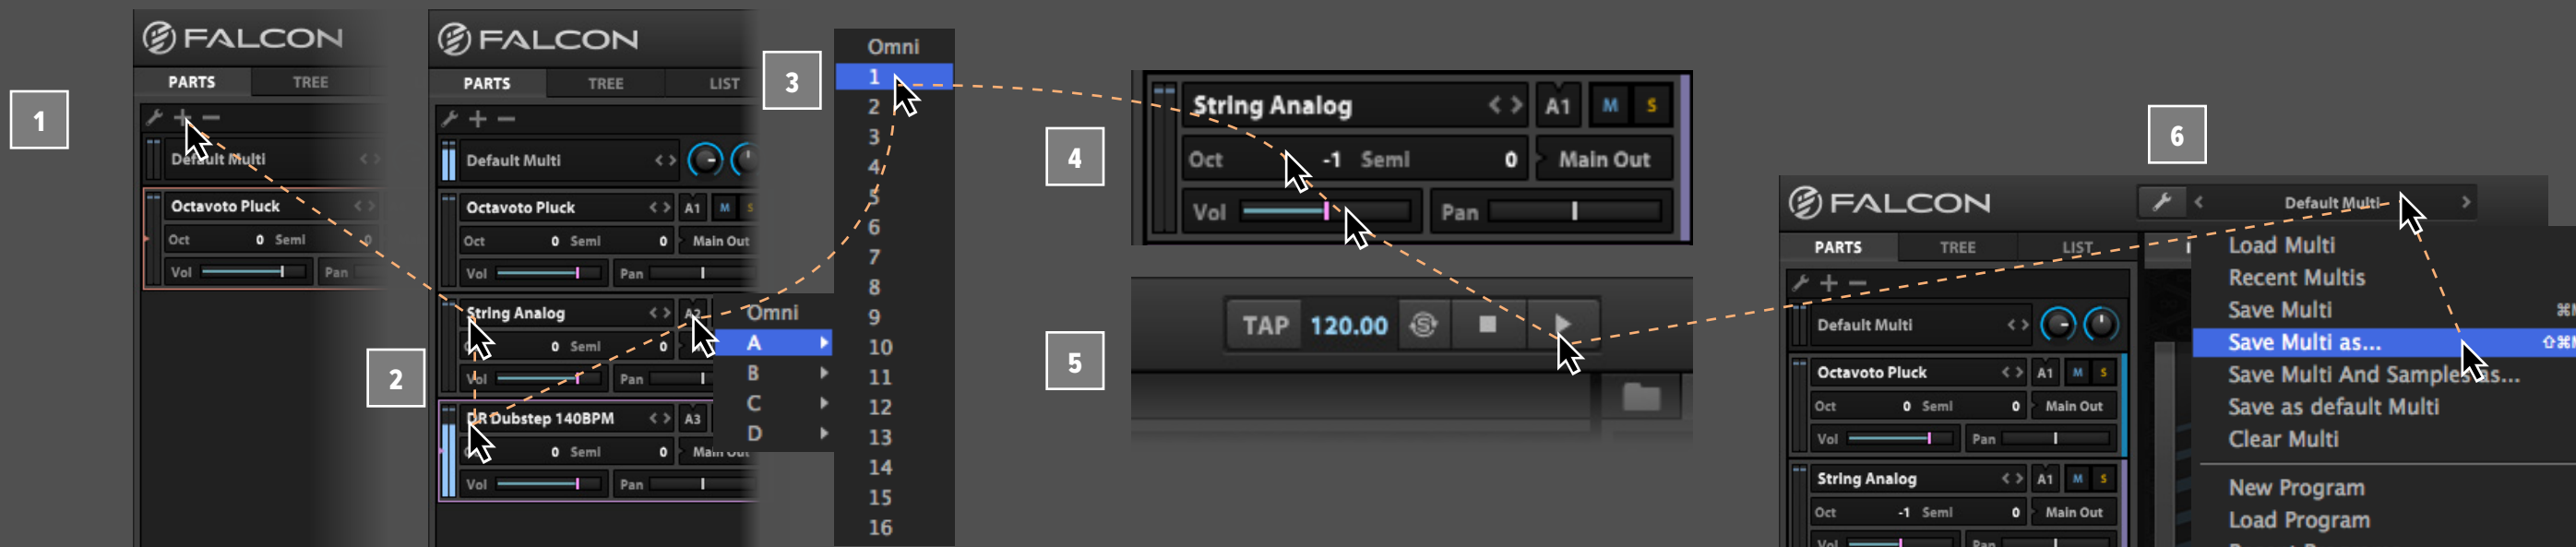 1
FALCON
PARTS TREE
Default Multi
Octavoto Pluck
Oct 0 Semi 0
Vol Pan
2
FALCON
PARTS TREE LIST
Default Multi
Octavoto Pluck A1 M S
Oct 0 Semi 0 Main Out
Vol Pan
String Analog A2
0 Semi 0
Vol Pan
DR Dubstep 140BPM A3
0 Semi 0 Main Out
Vol Pan
Omni
A
B
C
D
3
Omni
1
2
3
4
5
6
7
8
9
10
11
12
13
14
15
16
4
String Analog A1 M S
Oct -1 Semi 0 Main Out
Vol Pan
5
TAP 120.00 S
6
FALCON Default Multi
PARTS TREE LIST
Default Multi
Octavoto Pluck A1 M S
Oct 0 Semi 0 Main Out
Vol Pan
String Analog A1 M S
Oct -1 Semi 0 Main Out
Vol Pan
Load Multi
Recent Multis
Save Multi ⌘
Save Multi as... ⇧⌘
Save Multi And Samples as...
Save as default Multi
Clear Multi
New Program
Load Program